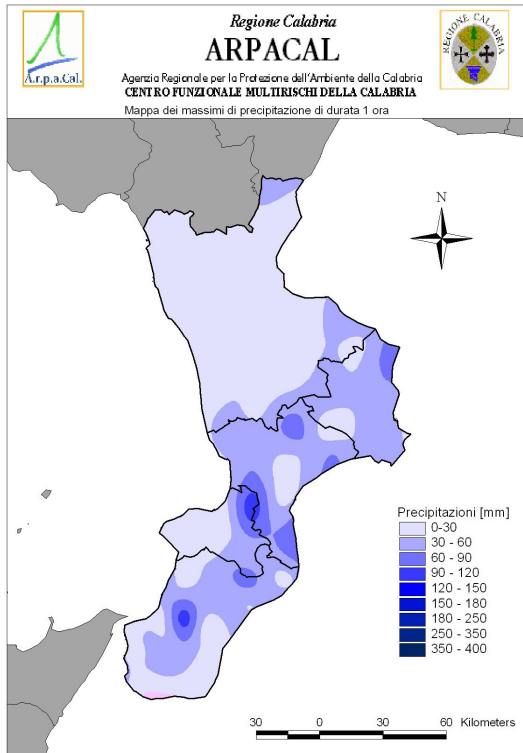 Regione Calabria
ARPACAL
Agenzia Regionale per la Protezione dell'Ambiente della Calabria
CENTRO FUNZIONALE MULTIRISCHI DELLA CALABRIA
Mappa dei massimi di precipitazione di durata 1 ora
A.r.p.a.Cal.
REGIONE CALABRIA
N
Precipitazioni [mm]
0-30
30 - 60
60 - 90
90 - 120
120 - 150
150 - 180
180 - 250
250 - 350
350 - 400
30 0 30 60 Kilometers